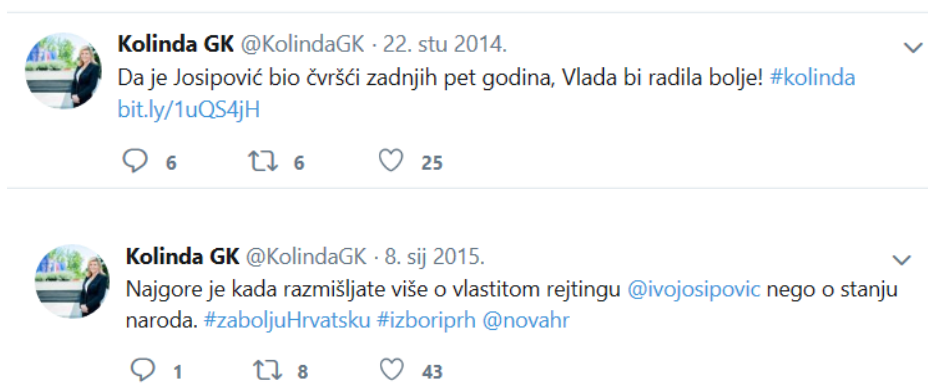 Kolinda GK @KolindaGK · 22. stu 2014.
Da je Josipović bio čvršći zadnjih pet godina, Vlada bi radila bolje! #kolinda
bit.ly/1uQS4jH
6 6 25
Kolinda GK @KolindaGK · 8. sij 2015.
Najgore je kada razmišljate više o vlastitom rejtingu @ivojosipovic nego o stanju
naroda. #zaboljuHrvatsku #izboriprh @novahr
1 8 43